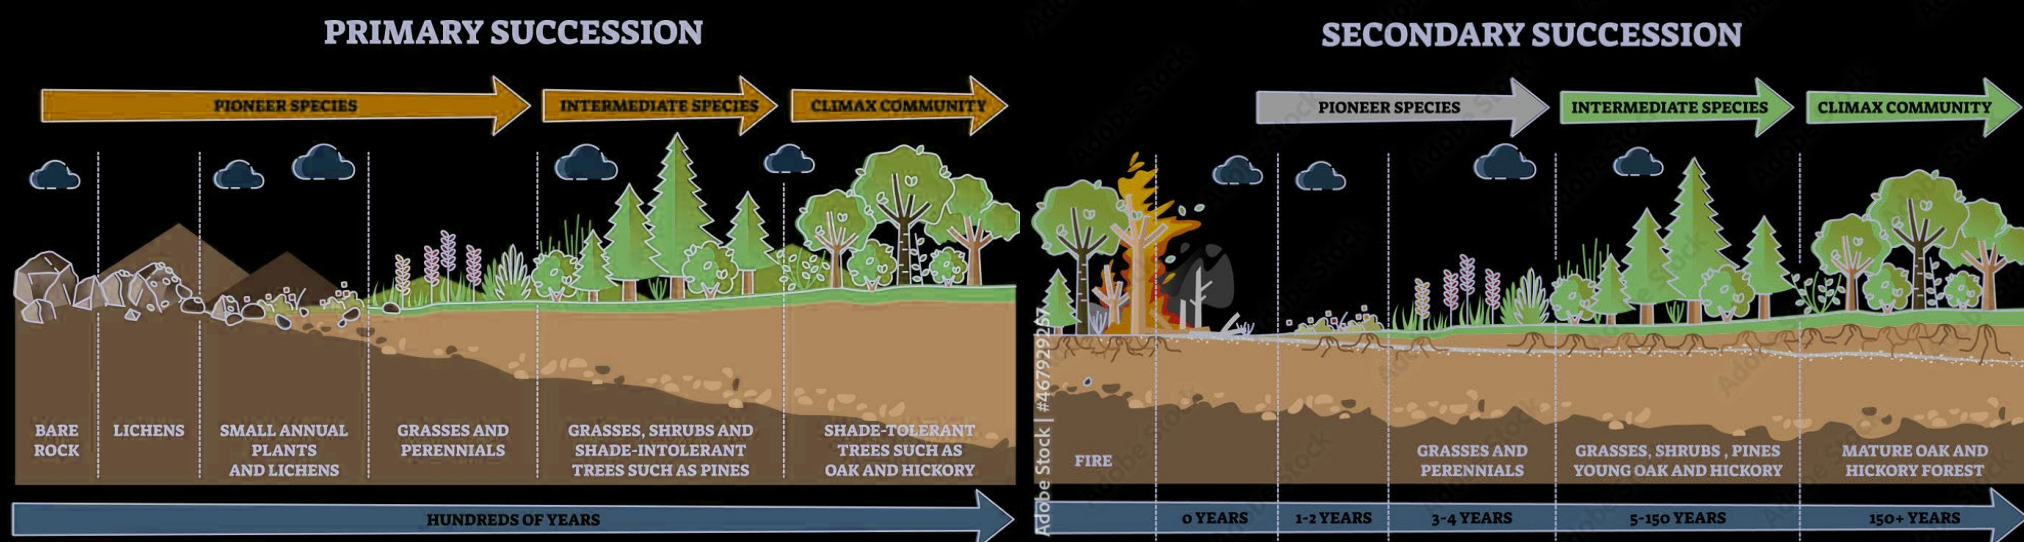 PRIMARY SUCCESSION
PIONEER SPECIES
INTERMEDIATE SPECIES
CLIMAX COMMUNITY
BARE
ROCK
LICHENS
SMALL ANNUAL
PLANTS
AND LICHENS
GRASSES AND
PERENNIALS
GRASSES, SHRUBS AND
SHADE-INTOLERANT
TREES SUCH AS PINES
SHADE-TOLERANT
TREES SUCH AS
OAK AND HICKORY
HUNDREDS OF YEARS
SECONDARY SUCCESSION
PIONEER SPECIES
INTERMEDIATE SPECIES
CLIMAX COMMUNITY
FIRE
GRASSES AND
PERENNIALS
GRASSES, SHRUBS , PINES
YOUNG OAK AND HICKORY
MATURE OAK AND
HICKORY FOREST
0 YEARS
1-2 YEARS
3-4 YEARS
5-150 YEARS
150+ YEARS
Adobe Stock | #467929257